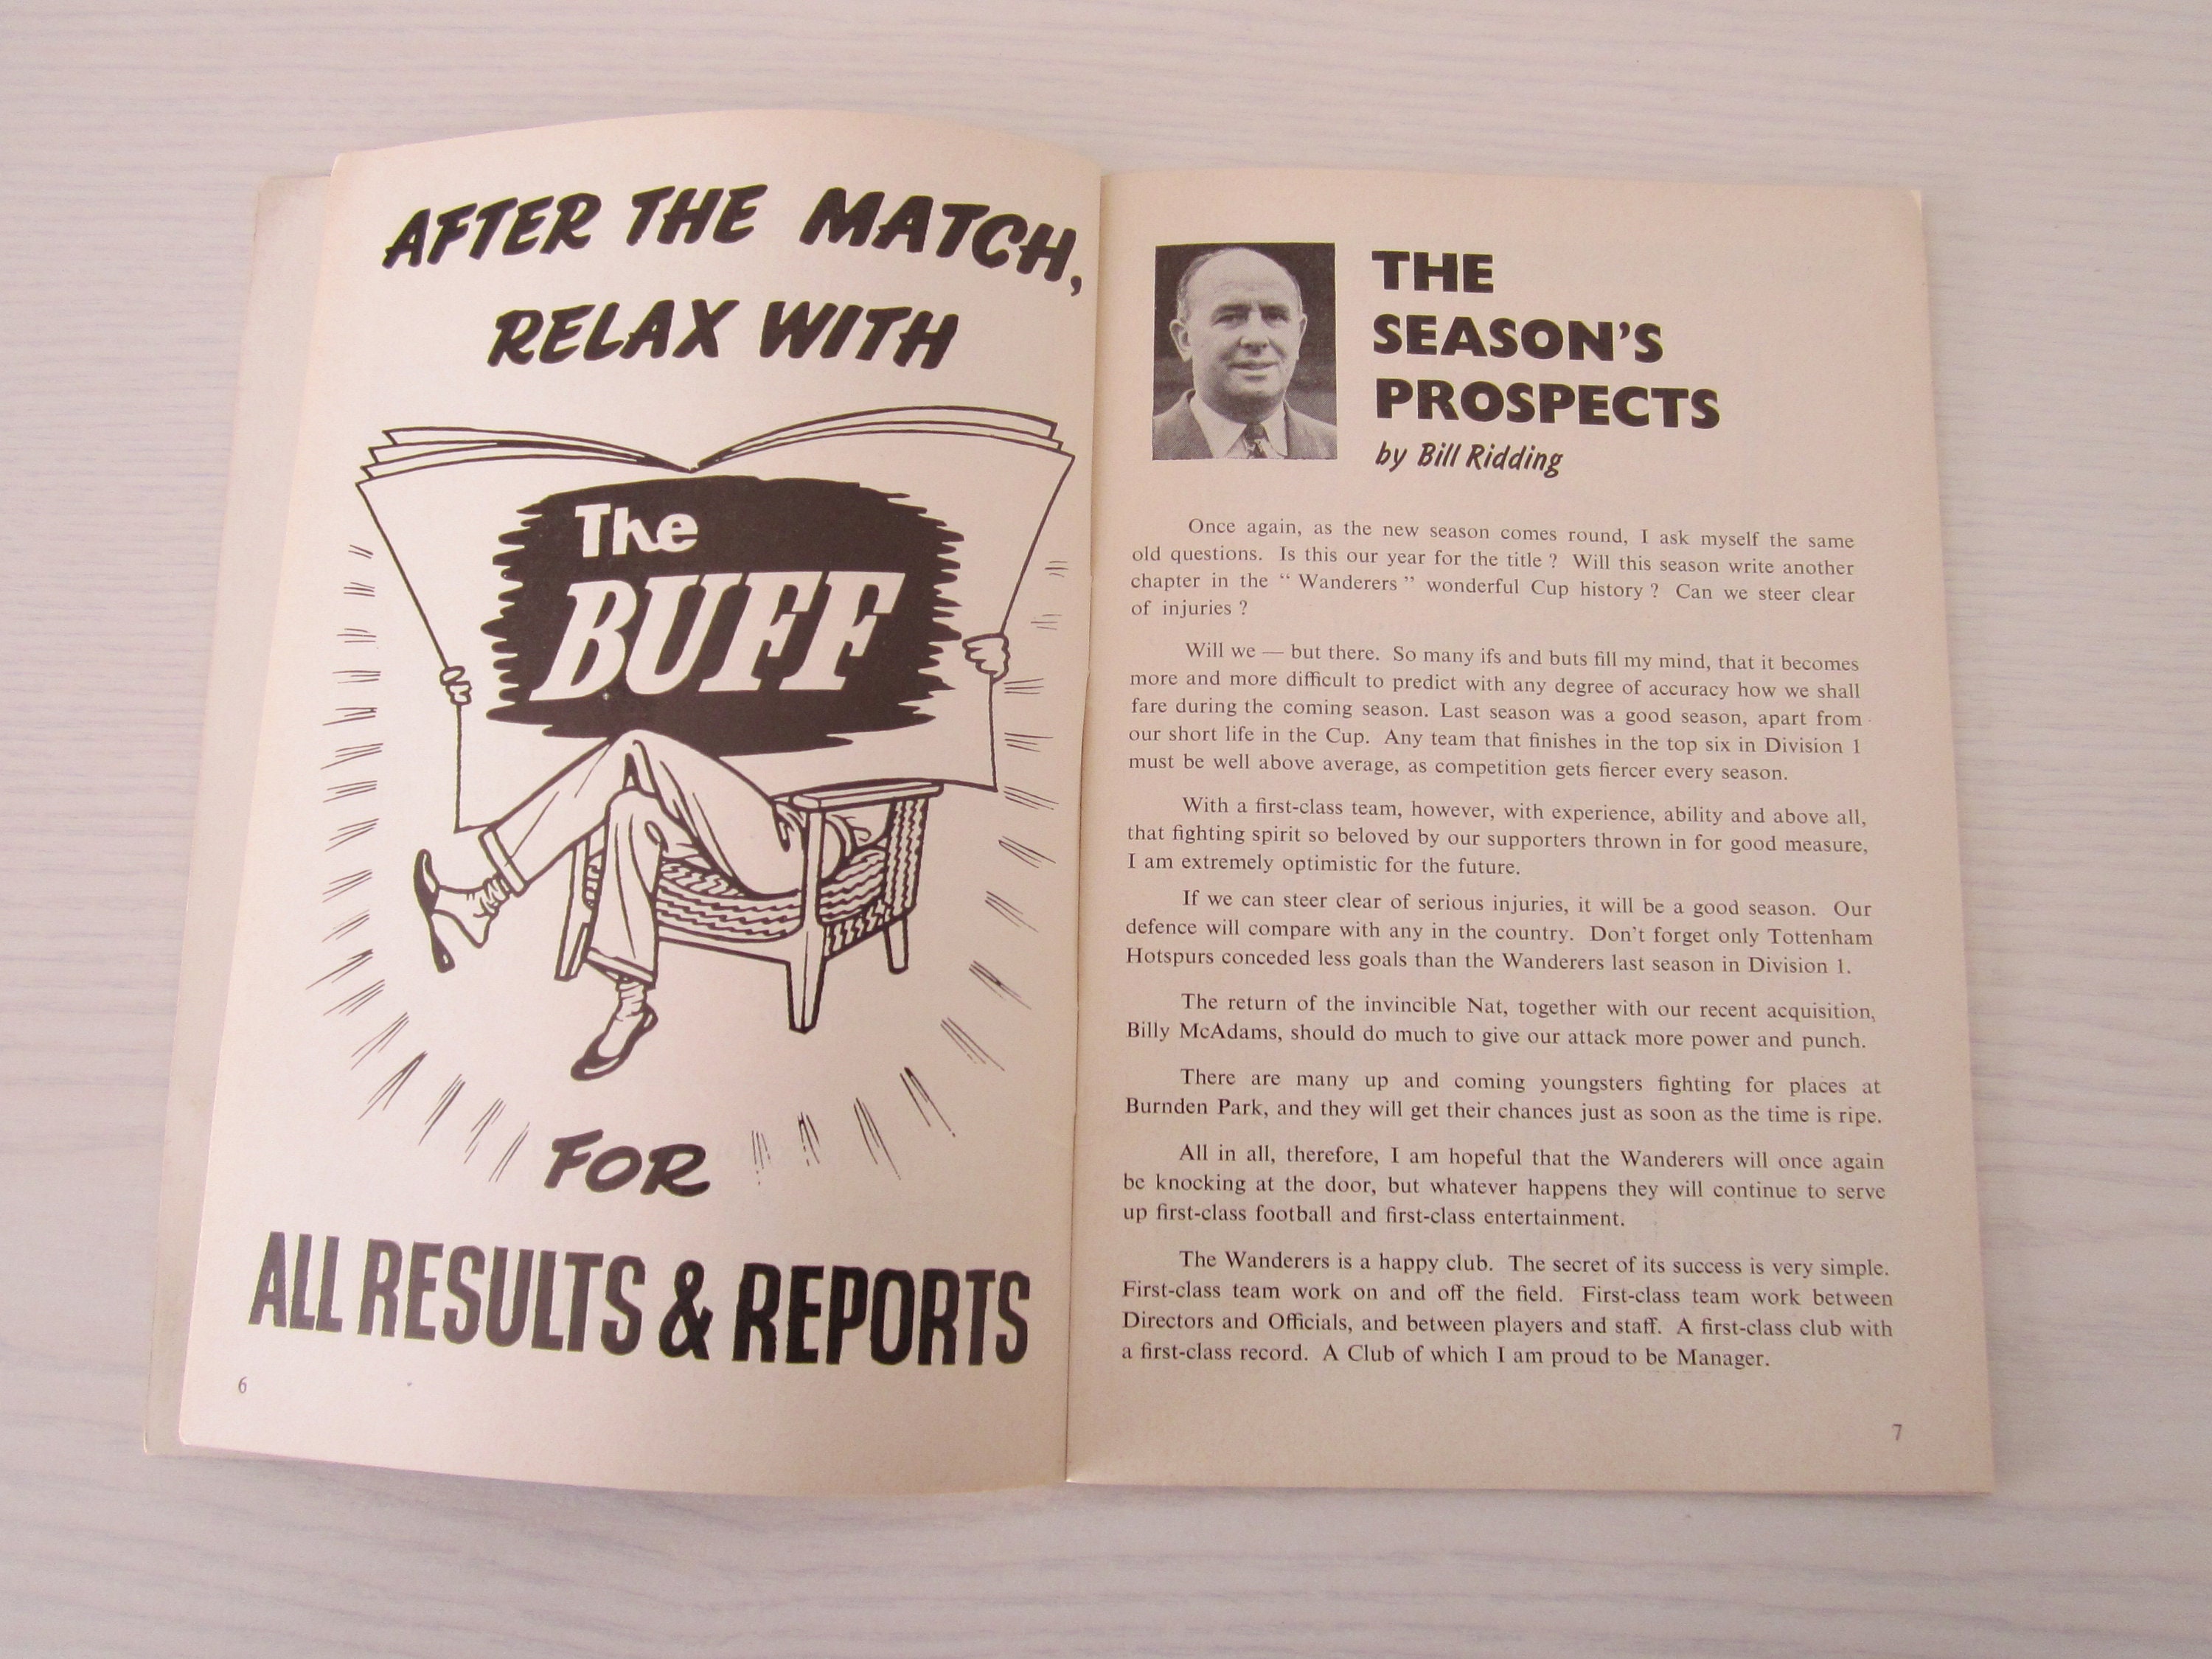 AFTER THE MATCH,
RELAX WITH
The
BUFF
FOR
ALL RESULTS & REPORTS
6
THE
SEASON'S
PROSPECTS
by Bill Ridding
Once again, as the new season comes round, I ask myself the same
old questions. Is this our year for the title ? Will this season write another
chapter in the “ Wanderers ” wonderful Cup history ? Can we steer clear
of injuries ?
Will we — but there. So many ifs and buts fill my mind, that it becomes
more and more difficult to predict with any degree of accuracy how we shall
fare during the coming season. Last season was a good season, apart from
our short life in the Cup. Any team that finishes in the top six in Division 1
must be well above average, as competition gets fiercer every season.
With a first-class team, however, with experience, ability and above all,
that fighting spirit so beloved by our supporters thrown in for good measure,
I am extremely optimistic for the future.
If we can steer clear of serious injuries, it will be a good season. Our
defence will compare with any in the country. Don't forget only Tottenham
Hotspurs conceded less goals than the Wanderers last season in Division 1.
The return of the invincible Nat, together with our recent acquisition,
Billy McAdams, should do much to give our attack more power and punch.
There are many up and coming youngsters fighting for places at
Burnden Park, and they will get their chances just as soon as the time is ripe.
All in all, therefore, I am hopeful that the Wanderers will once again
be knocking at the door, but whatever happens they will continue to serve
up first-class football and first-class entertainment.
The Wanderers is a happy club. The secret of its success is very simple.
First-class team work on and off the field. First-class team work between
Directors and Officials, and between players and staff. A first-class club with
a first-class record. A Club of which I am proud to be Manager.
7